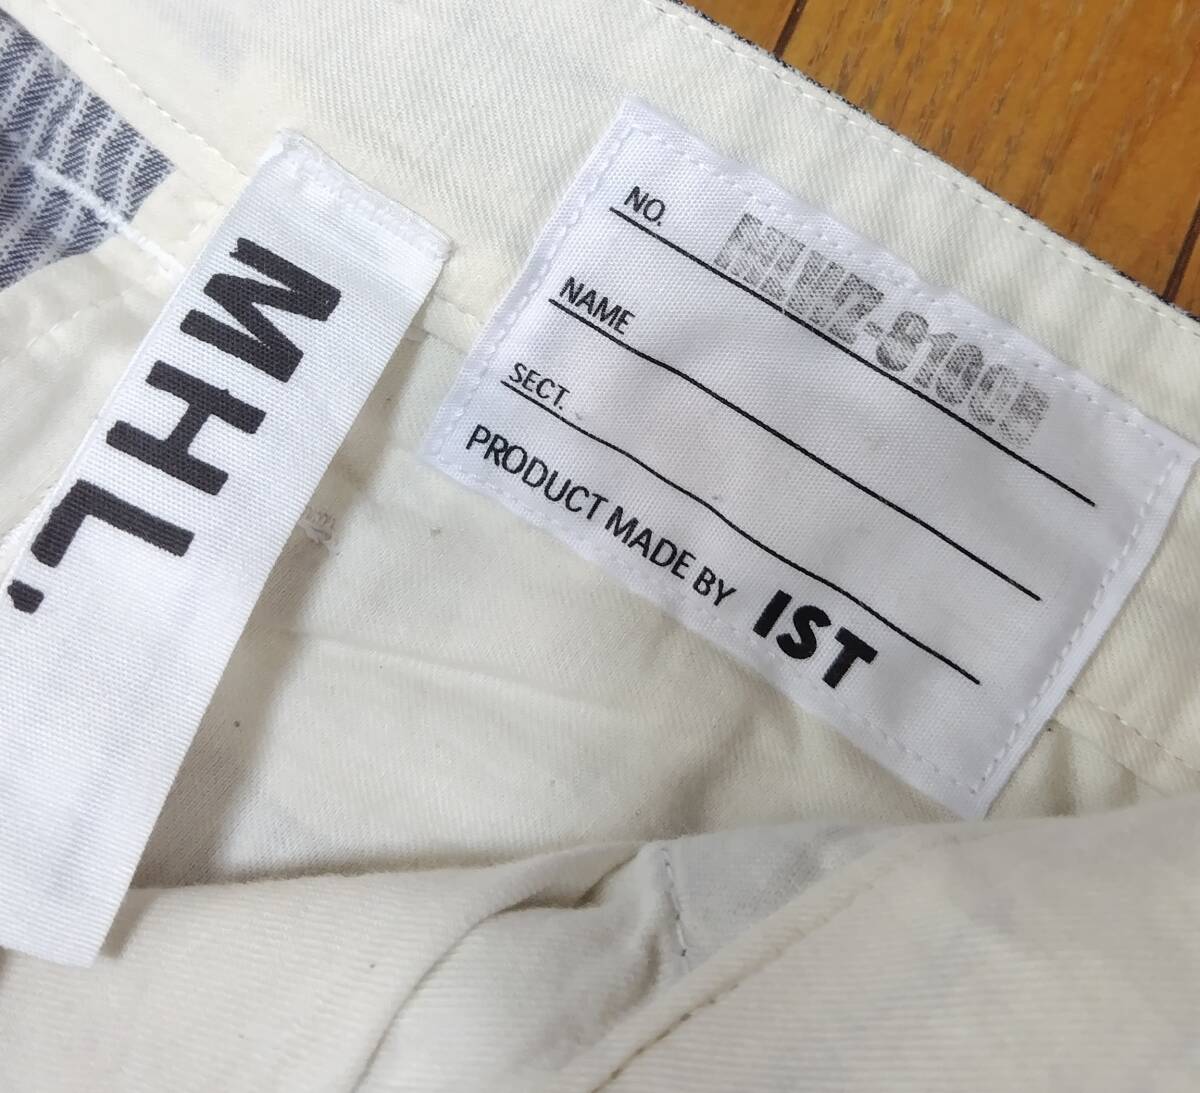 MHL.
NO.
NAME
SECT.
PRODUCT MADE BY IST